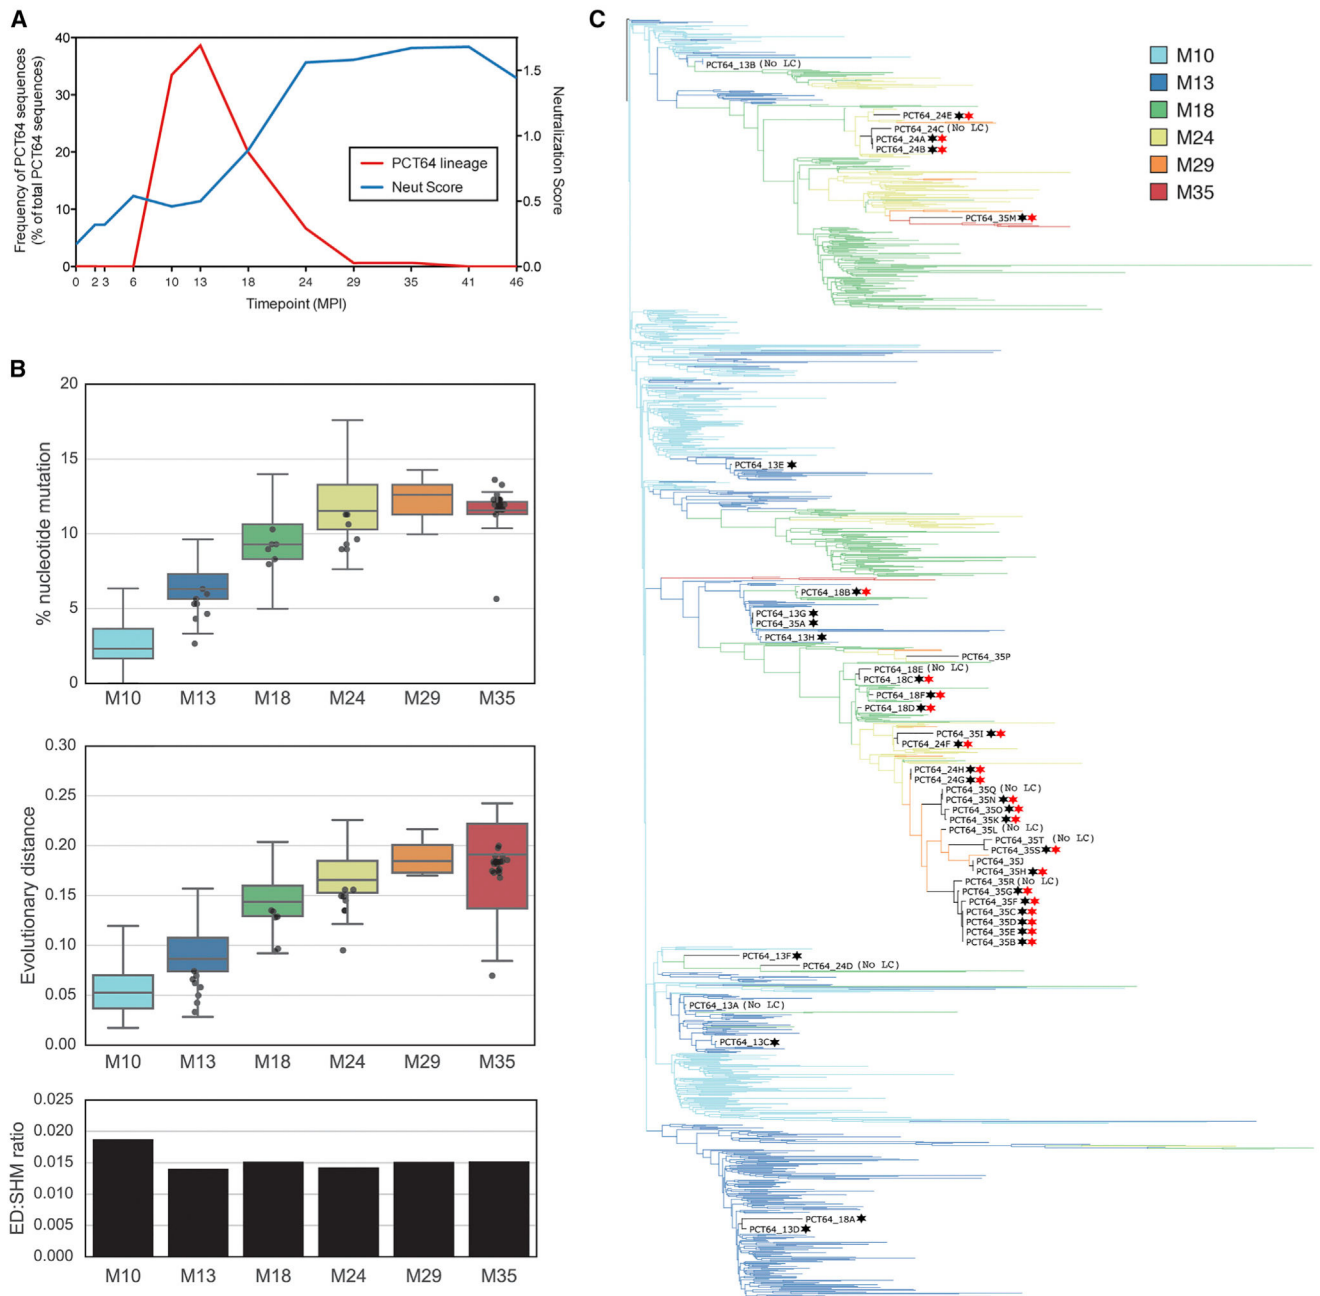 A
Frequency of PCT64 sequences
(% of total PCT64 sequences)
40
30
20
10
0
1.5
1.0
0.5
0.0
Neutralization Score
PCT64 lineage
Neut Score
0 2 3 6 10 13 18 24 29 35 41 46
Timepoint (MPI)
B
% nucleotide mutation
20
15
10
5
0
M10 M13 M18 M24 M29 M35
Evolutionary distance
0.30
0.25
0.20
0.15
0.10
0.05
0.00
M10 M13 M18 M24 M29 M35
ED:SHM ratio
0.025
0.020
0.015
0.010
0.005
0.000
M10 M13 M18 M24 M29 M35
C
M10
M13
M18
M24
M29
M35
PCT64_13B (No LC)
PCT64_24E
PCT64_24C (No LC)
PCT64_24A
PCT64_24B
PCT64_35M
PCT64_13E
PCT64_18B
PCT64_13G
PCT64_35A
PCT64_13H
PCT64_35P
PCT64_18E (No LC)
PCT64_18C
PCT64_18F
PCT64_18D
PCT64_35I
PCT64_24F
PCT64_24H
PCT64_24G
PCT64_35Q (No LC)
PCT64_35N
PCT64_35O
PCT64_35K
PCT64_35L (No LC)
PCT64_35T (No LC)
PCT64_35S
PCT64_35J
PCT64_35H
PCT64_35R (No LC)
PCT64_35G
PCT64_35F
PCT64_35C
PCT64_35D
PCT64_35E
PCT64_35B
PCT64_13F
PCT64_24D (No LC)
PCT64_13A (No LC)
PCT64_13C
PCT64_18A
PCT64_13D